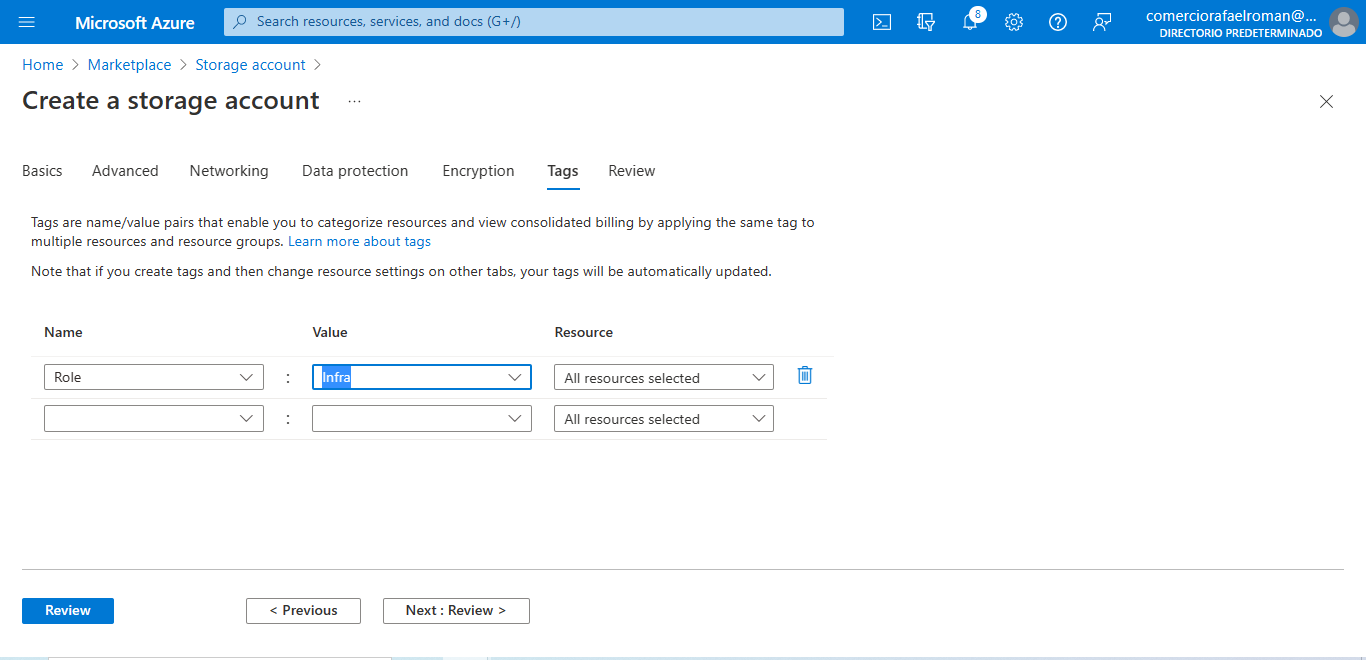 Microsoft Azure
Search resources, services, and docs (G+/)
8
comerciorafaelroman@...
DIRECTORIO PREDETERMINADO
Home > Marketplace > Storage account >
Create a storage account ...
Basics Advanced Networking Data protection Encryption Tags Review
Tags are name/value pairs that enable you to categorize resources and view consolidated billing by applying the same tag to
multiple resources and resource groups. Learn more about tags
Note that if you create tags and then change resource settings on other tabs, your tags will be automatically updated.
Name Value Resource
Role : Infra All resources selected
: All resources selected
Review < Previous Next : Review >